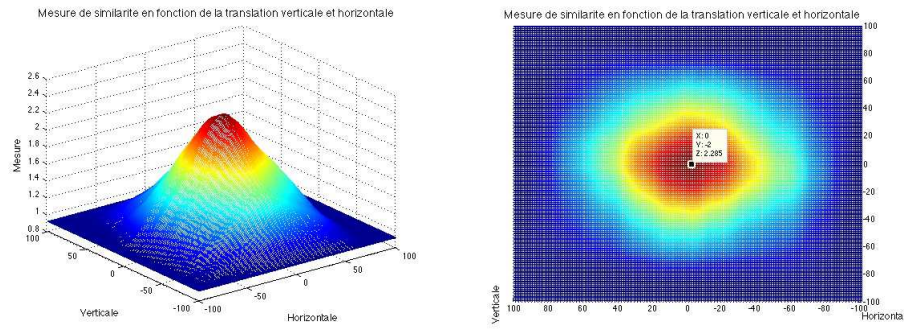 Mesure de similarite en fonction de la translation verticale et horizontale
2.6
2.4
2.2
2
1.8
1.6
1.4
1.2
1
0.8
Mesure
100
50
0
-50
-100
Verticale
-100
-50
0
50
100
Horizontale
Mesure de similarite en fonction de la translation verticale et horizontale
X: 0
Y: -2
Z: 2.285
100
80
60
40
20
0
-20
-40
-60
-80
-100
Verticale
100 80 60 40 20 0 -20 -40 -60 -80 -100
Horizonta